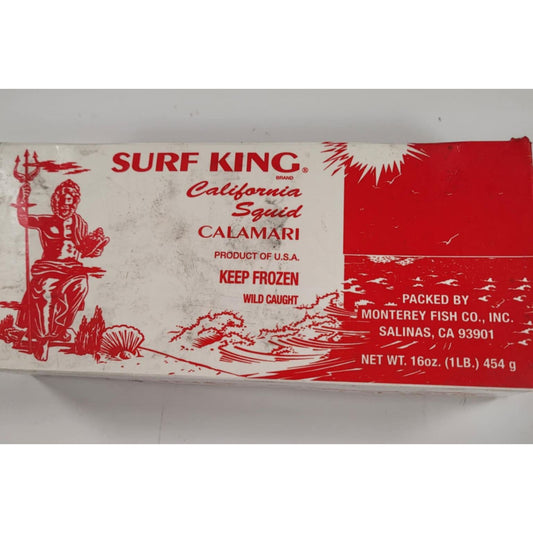 SURF KING®
BRAND
California
Squid
CALAMARI
PRODUCT OF U.S.A.
KEEP FROZEN
WILD CAUGHT
PACKED BY
MONTEREY FISH CO., INC.
SALINAS, CA 93901
NET WT. 16oz. (1LB.) 454 g